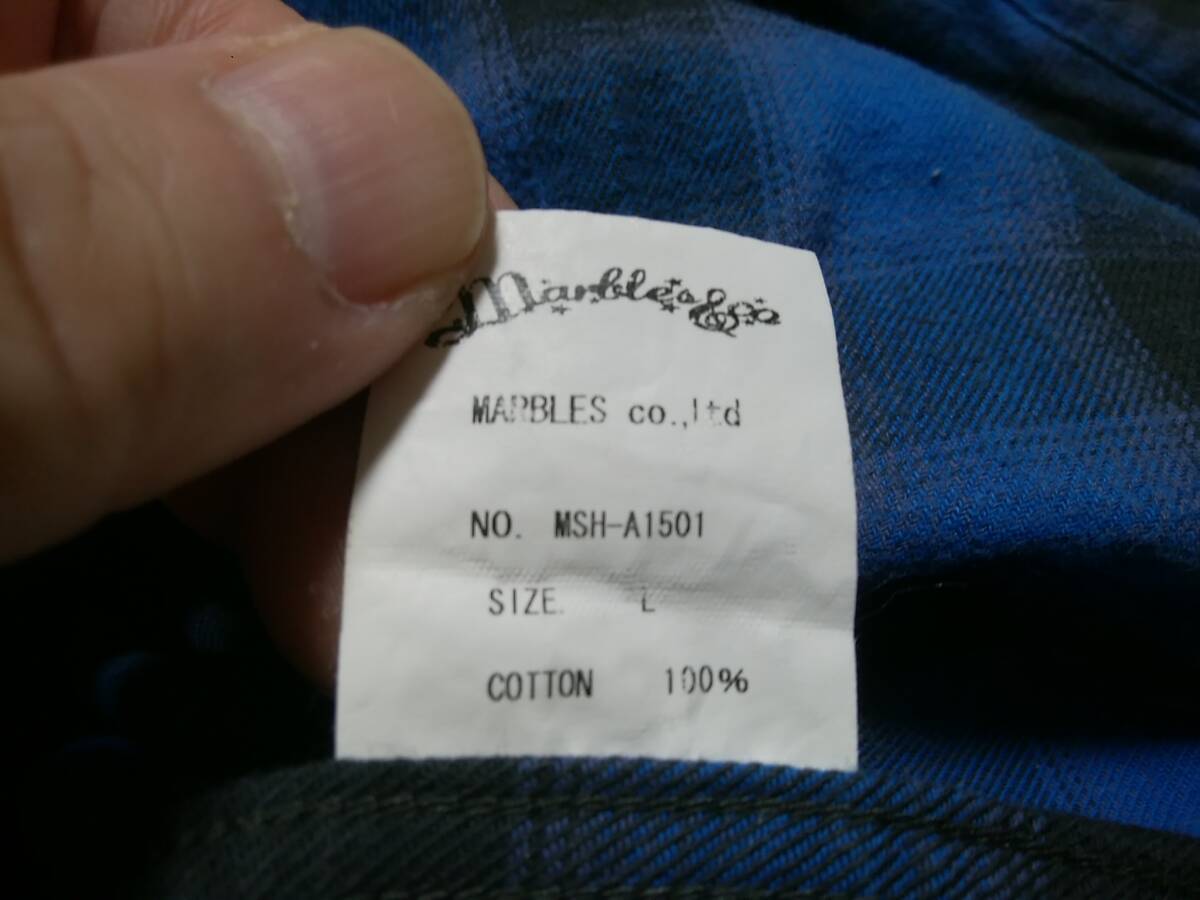 Marbles & co
MARBLES co.,ltd
NO. MSH-A1501
SIZE. L
COTTON 100%